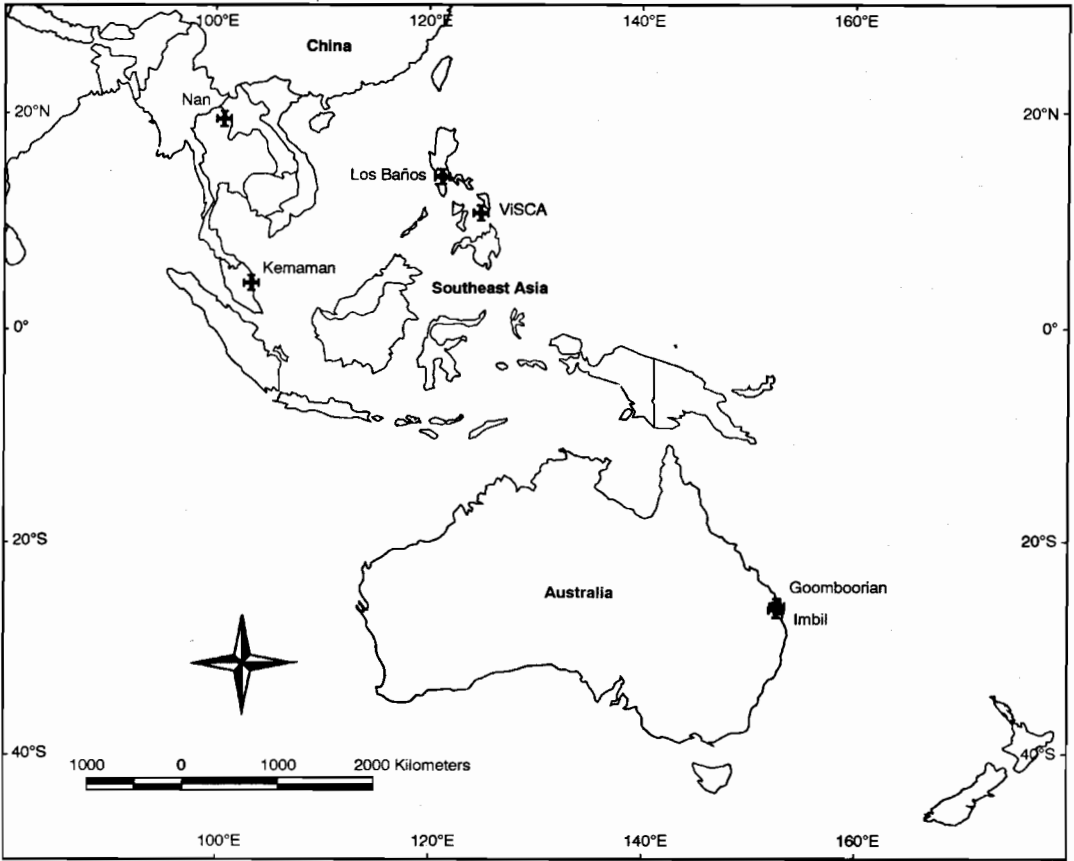 100°E 120°E 140°E 160°E
China
Nan
20°N 20°N
Los Baños
ViSCA
Kemaman
Southeast Asia
0° 0°
20°S 20°S
Australia
Goomboorian
Imbil
40°S 40°S
1000 0 1000 2000 Kilometers
100°E 120°E 140°E 160°E